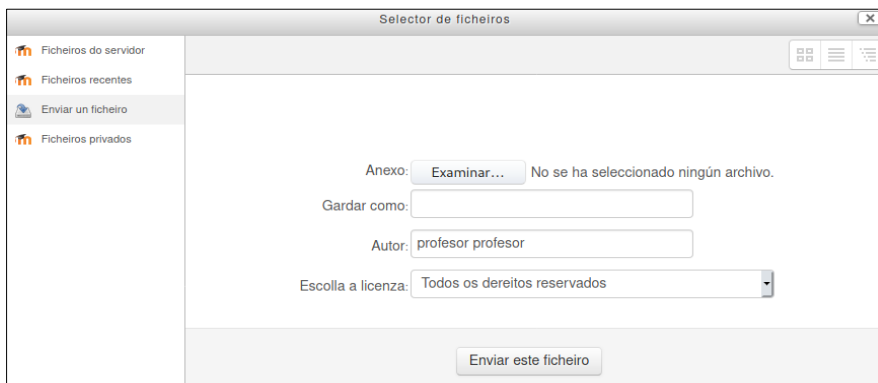 Selector de ficheiros
Ficheiros do servidor
Ficheiros recentes
Enviar un ficheiro
Ficheiros privados
Anexo: Examinar... No se ha seleccionado ningún archivo.
Gardar como:
Autor: profesor profesor
Escolla a licenza: Todos os dereitos reservados
Enviar este ficheiro